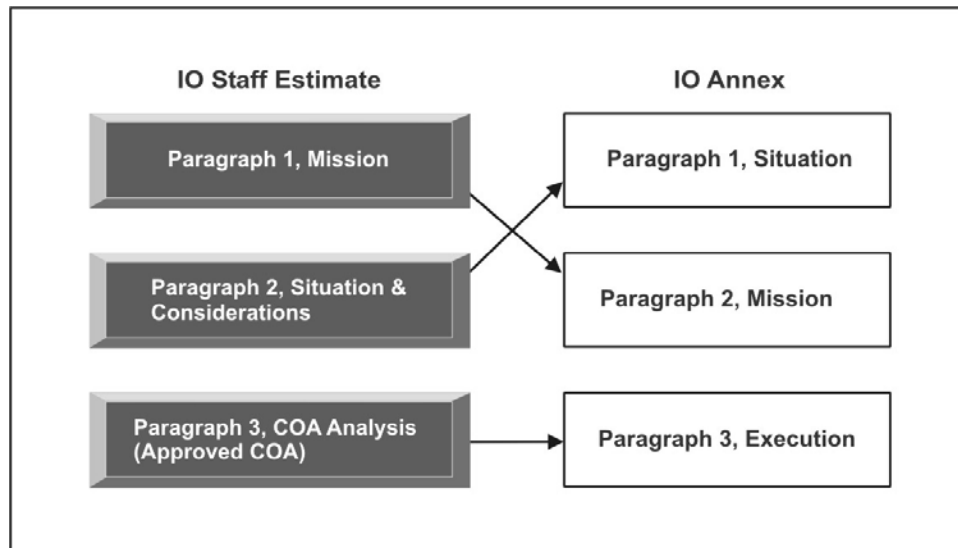 IO Staff Estimate
IO Annex
Paragraph 1, Mission
Paragraph 1, Situation
Paragraph 2, Situation &
Considerations
Paragraph 2, Mission
Paragraph 3, COA Analysis
(Approved COA)
Paragraph 3, Execution